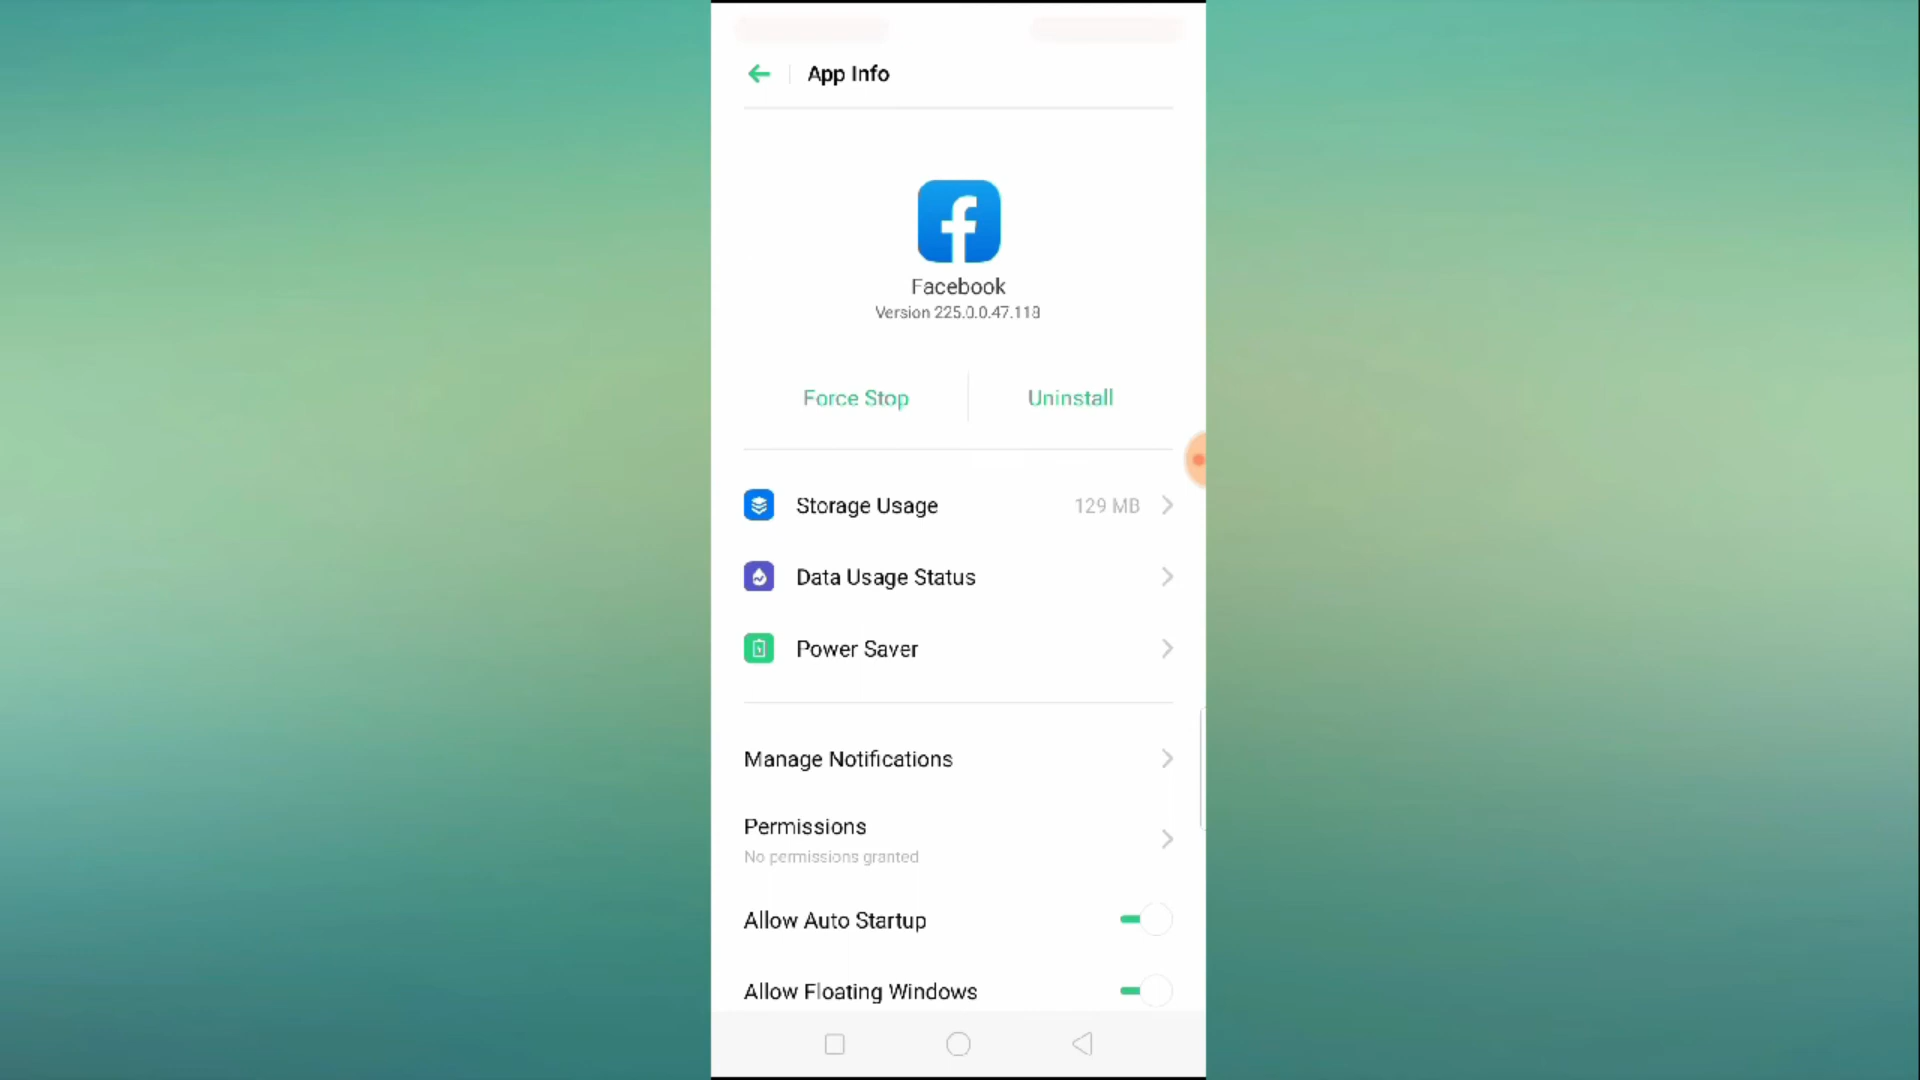 App Info
Facebook
Version 225.0.0.47.118
Force Stop
Uninstall
Storage Usage 129 MB
Data Usage Status
Power Saver
Manage Notifications
Permissions
No permissions granted
Allow Auto Startup
Allow Floating Windows